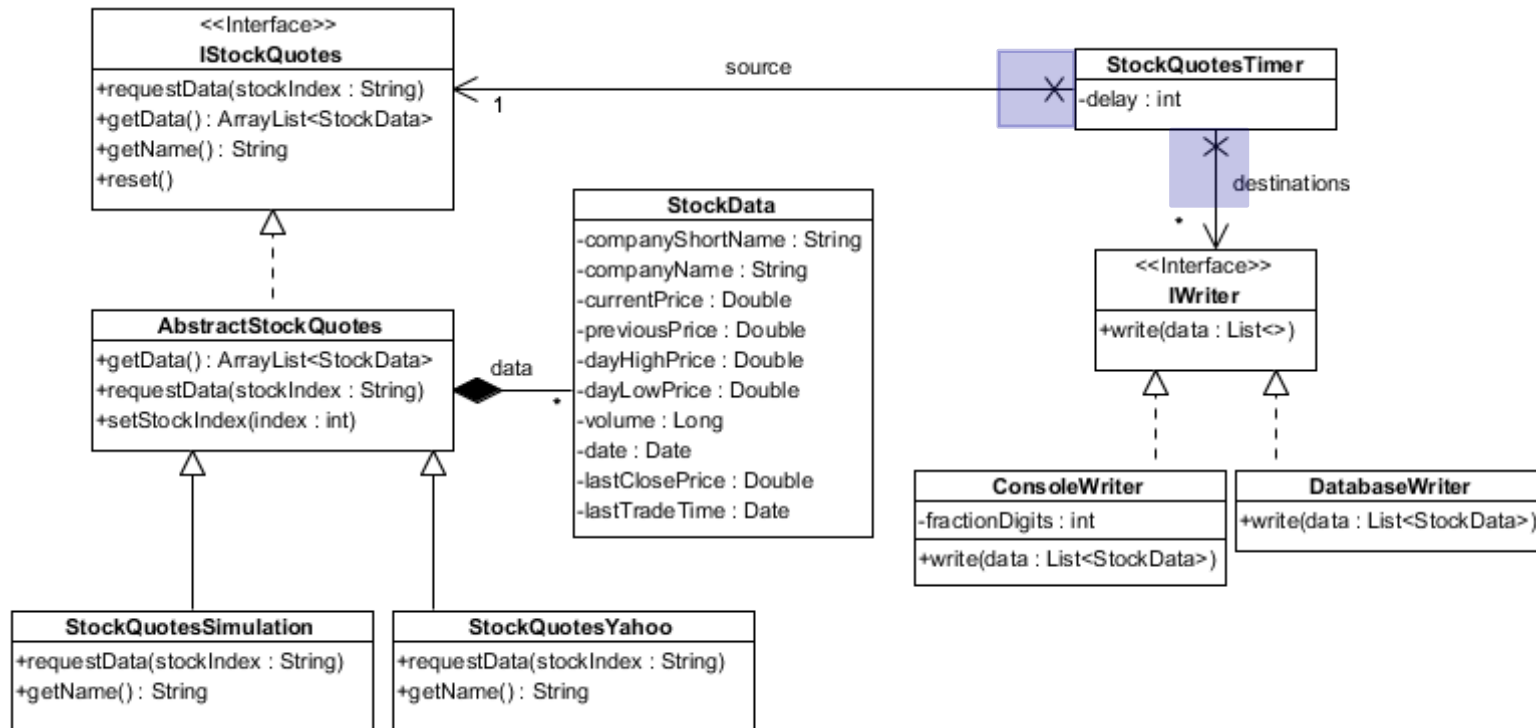 <<Interface>>
IStockQuotes
+requestData(stockIndex : String)
+getData() : ArrayList<StockData>
+getName() : String
+reset()
source
1
StockQuotesTimer
-delay : int
destinations
*
<<Interface>>
IWriter
+write(data : List<>)
StockData
-companyShortName : String
-companyName : String
-currentPrice : Double
-previousPrice : Double
-dayHighPrice : Double
-dayLowPrice : Double
-volume : Long
-date : Date
-lastClosePrice : Double
-lastTradeTime : Date
AbstractStockQuotes
+getData() : ArrayList<StockData>
+requestData(stockIndex : String)
+setStockIndex(index : int)
data
*
ConsoleWriter
-fractionDigits : int
+write(data : List<StockData>)
DatabaseWriter
+write(data : List<StockData>)
StockQuotesSimulation
+requestData(stockIndex : String)
+getName() : String
StockQuotesYahoo
+requestData(stockIndex : String)
+getName() : String